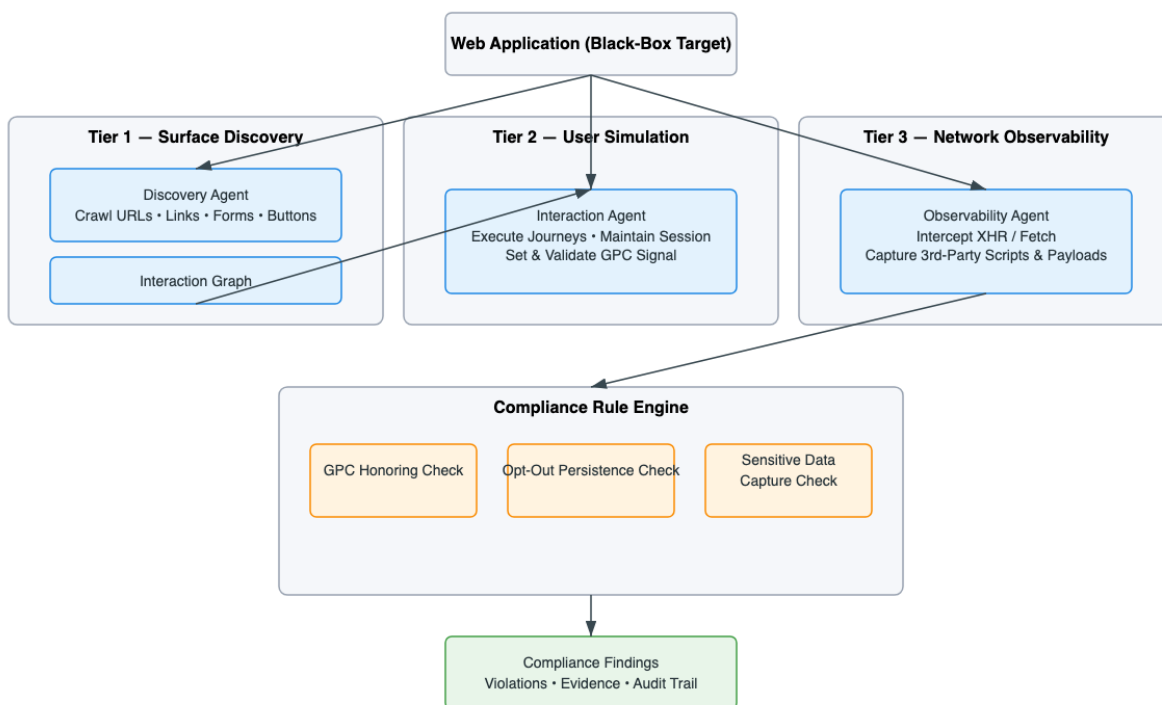 Web Application (Black-Box Target)
Tier 1 — Surface Discovery
Discovery Agent
Crawl URLs • Links • Forms • Buttons
Interaction Graph
Tier 2 — User Simulation
Interaction Agent
Execute Journeys • Maintain Session
Set & Validate GPC Signal
Tier 3 — Network Observability
Observability Agent
Intercept XHR / Fetch
Capture 3rd-Party Scripts & Payloads
Compliance Rule Engine
GPC Honoring Check
Opt-Out Persistence Check
Sensitive Data
Capture Check
Compliance Findings
Violations • Evidence • Audit Trail